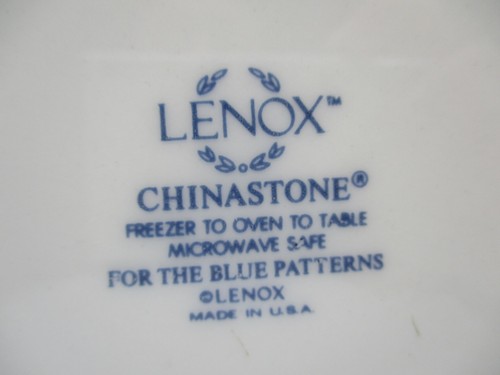 LENOX™
CHINASTONE®
FREEZER TO OVEN TO TABLE
MICROWAVE SAFE
FOR THE BLUE PATTERNS
©LENOX
MADE IN U.S.A.